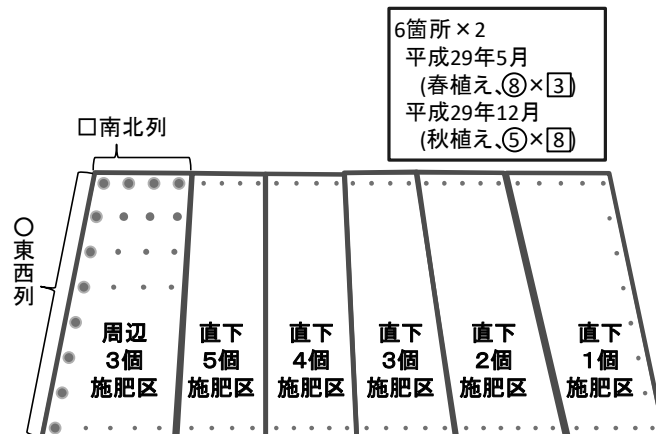 6箇所×2
平成29年5月
(春植え、⑧×3)
平成29年12月
(秋植え、⑤×8)
□南北列
○東西列
周辺
3個
施肥区
直下
5個
施肥区
直下
4個
施肥区
直下
3個
施肥区
直下
2個
施肥区
直下
1個
施肥区